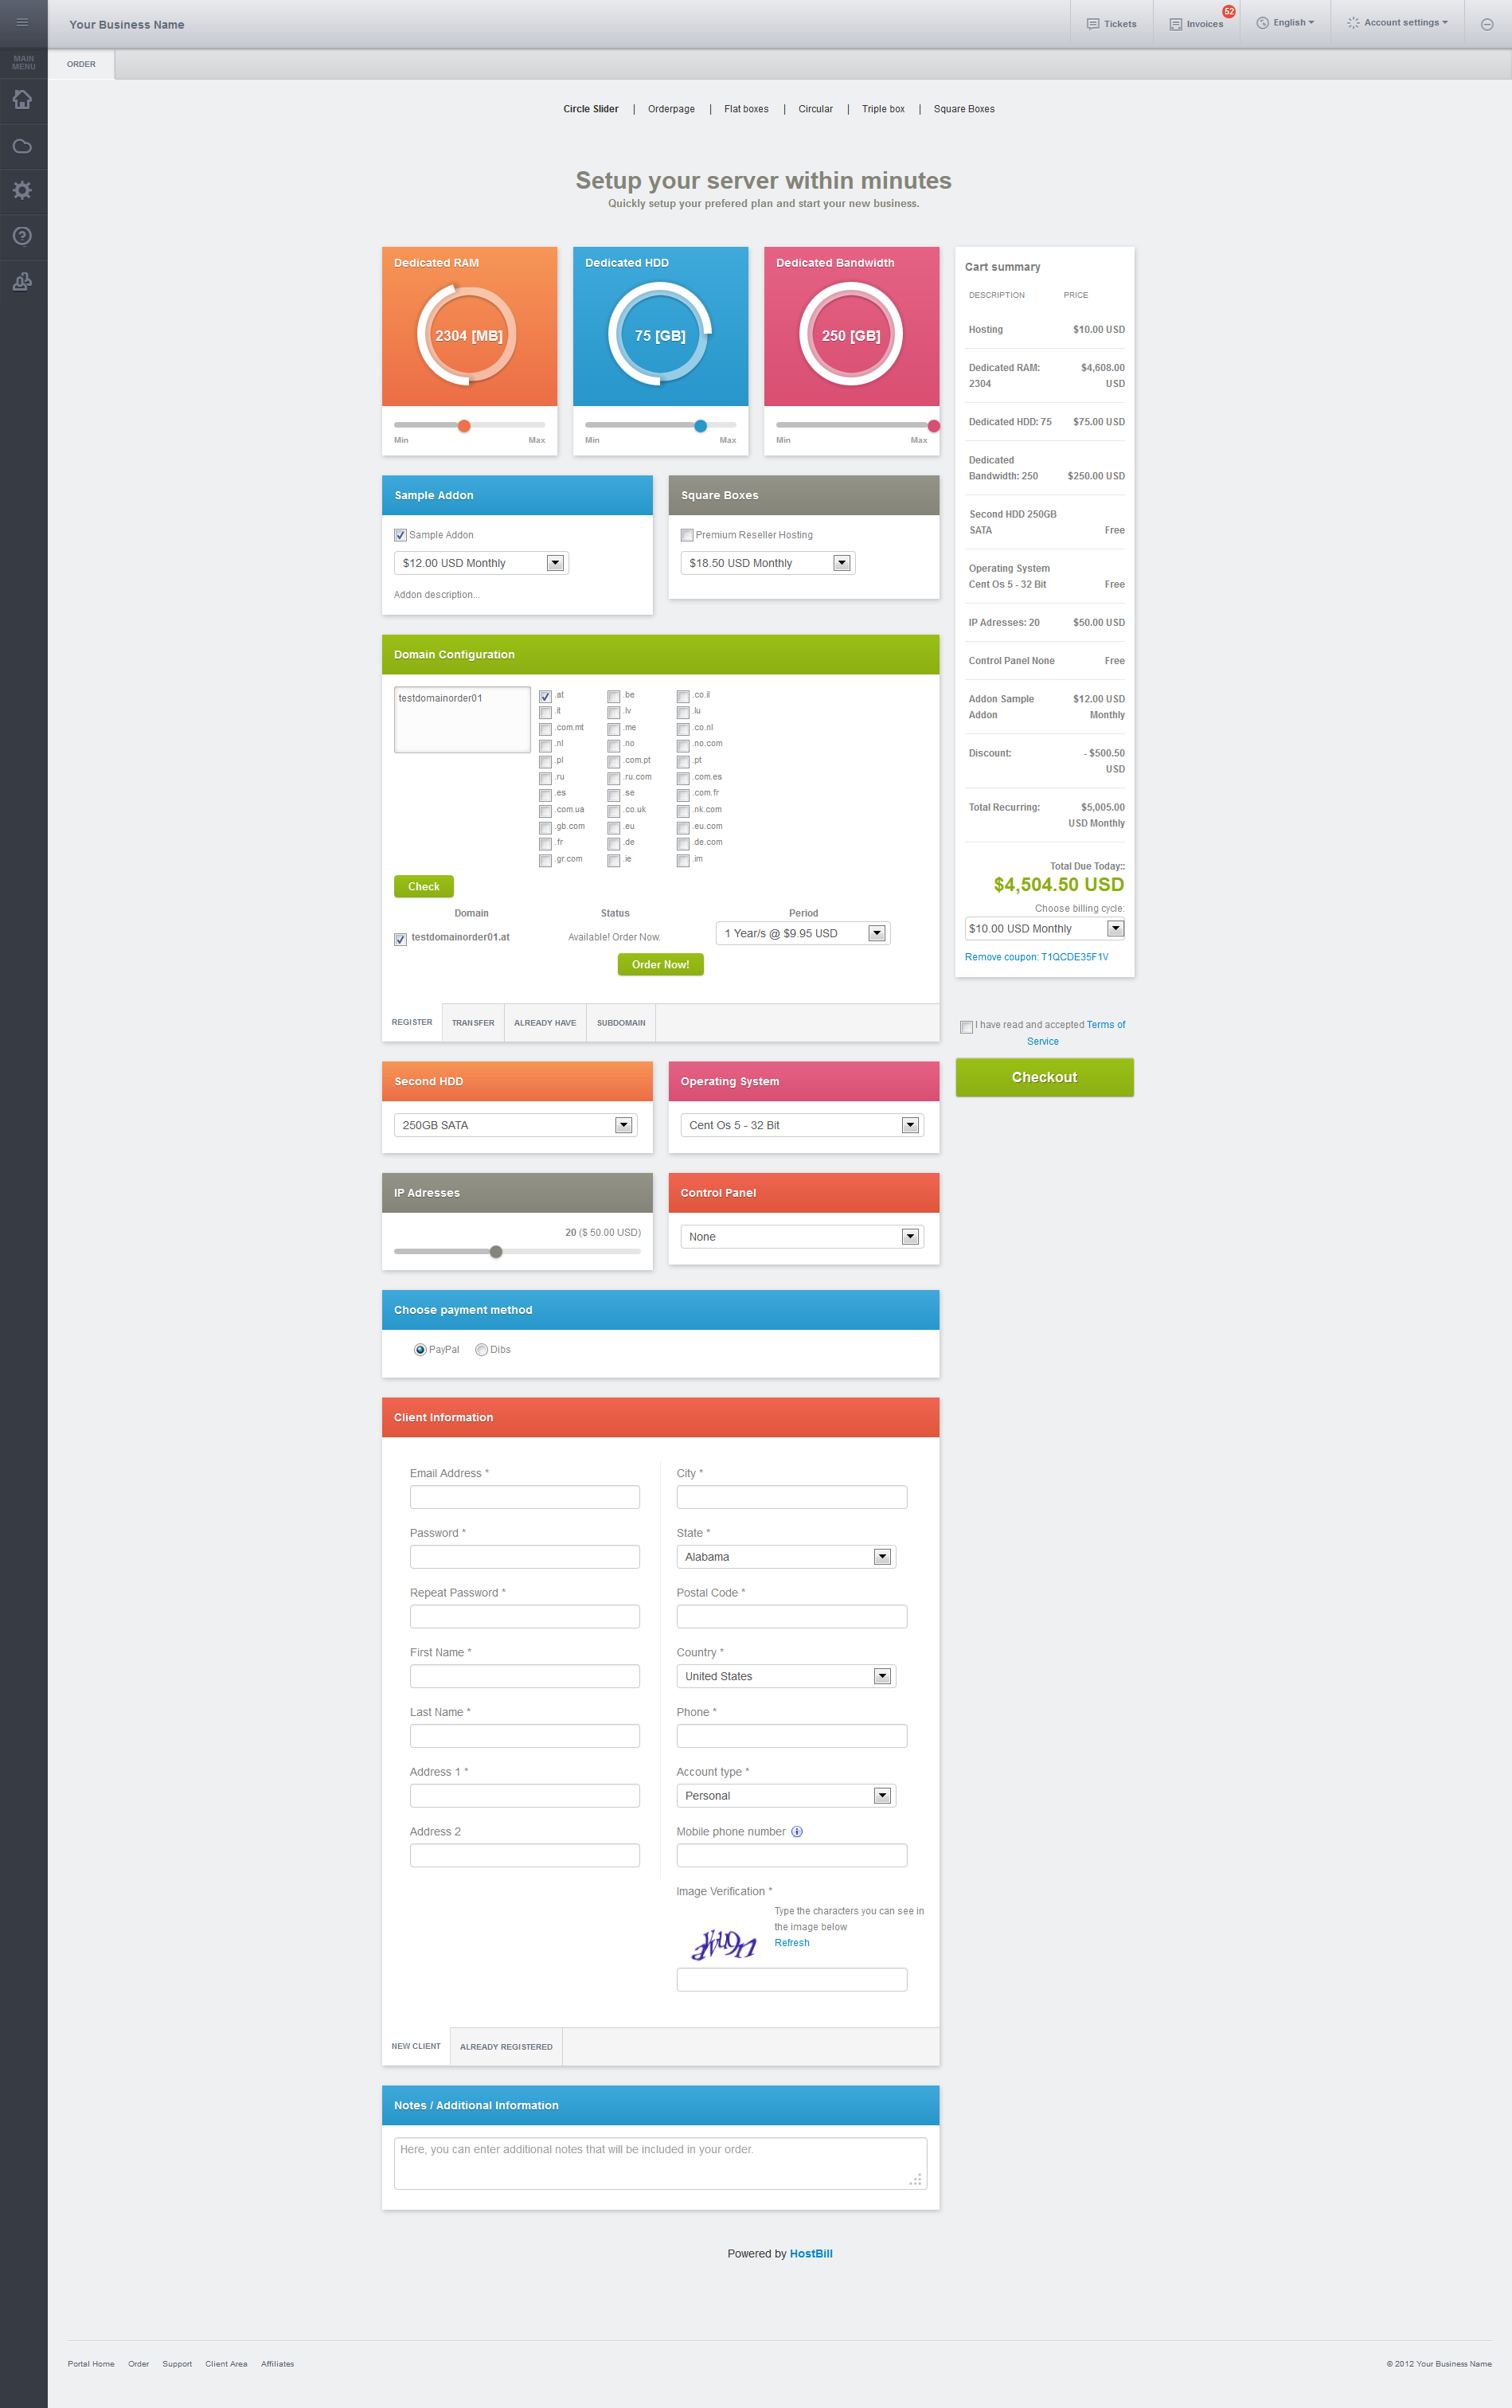 Your Business Name
Tickets
Invoices
52
English
Account settings
MAIN
MENU
ORDER
Circle Slider | Orderpage | Flat boxes | Circular | Triple box | Square Boxes
Setup your server within minutes
Quickly setup your prefered plan and start your new business.
Dedicated RAM
2304 [MB]
Min Max
Dedicated HDD
75 [GB]
Min Max
Dedicated Bandwidth
250 [GB]
Min Max
Sample Addon
Sample Addon
$12.00 USD Monthly
Addon description...
Square Boxes
Premium Reseller Hosting
$18.50 USD Monthly
Domain Configuration
testdomainorder01
.at .be .co.il
.it .lv .lu
.com.mt .me .co.nl
.nl .no .no.com
.pl .com.pt .pt
.ru .ru.com .com.es
.es .se .com.fr
.com.ua .co.uk .nk.com
.gb.com .eu .eu.com
.fr .de .de.com
.gr.com .ie .im
Check
Domain Status Period
testdomainorder01.at Available! Order Now. 1 Year/s @ $9.95 USD
Order Now!
REGISTER TRANSFER ALREADY HAVE SUBDOMAIN
Second HDD
250GB SATA
Operating System
Cent Os 5 - 32 Bit
IP Adresses
20 ($ 50.00 USD)
Control Panel
None
Choose payment method
PayPal Dibs
Client Information
Email Address *
Password *
Repeat Password *
First Name *
Last Name *
Address 1 *
Address 2
City *
State *
Alabama
Postal Code *
Country *
United States
Phone *
Account type *
Personal
Mobile phone number
Image Verification *
Type the characters you can see in
the image below
Refresh
NEW CLIENT ALREADY REGISTERED
Notes / Additional Information
Here, you can enter additional notes that will be included in your order.
Cart summary
DESCRIPTION PRICE
Hosting $10.00 USD
Dedicated RAM: $4,608.00
2304 USD
Dedicated HDD: 75 $75.00 USD
Dedicated
Bandwidth: 250 $250.00 USD
Second HDD 250GB
SATA Free
Operating System
Cent Os 5 - 32 Bit Free
IP Adresses: 20 $50.00 USD
Control Panel None Free
Addon Sample $12.00 USD
Addon Monthly
Discount: - $500.50
USD
Total Recurring: $5,005.00
USD Monthly
Total Due Today::
$4,504.50 USD
Choose billing cycle:
$10.00 USD Monthly
Remove coupon: T1QCDE35F1V
I have read and accepted Terms of
Service
Checkout
Powered by HostBill
Portal Home Order Support Client Area Affiliates
© 2012 Your Business Name